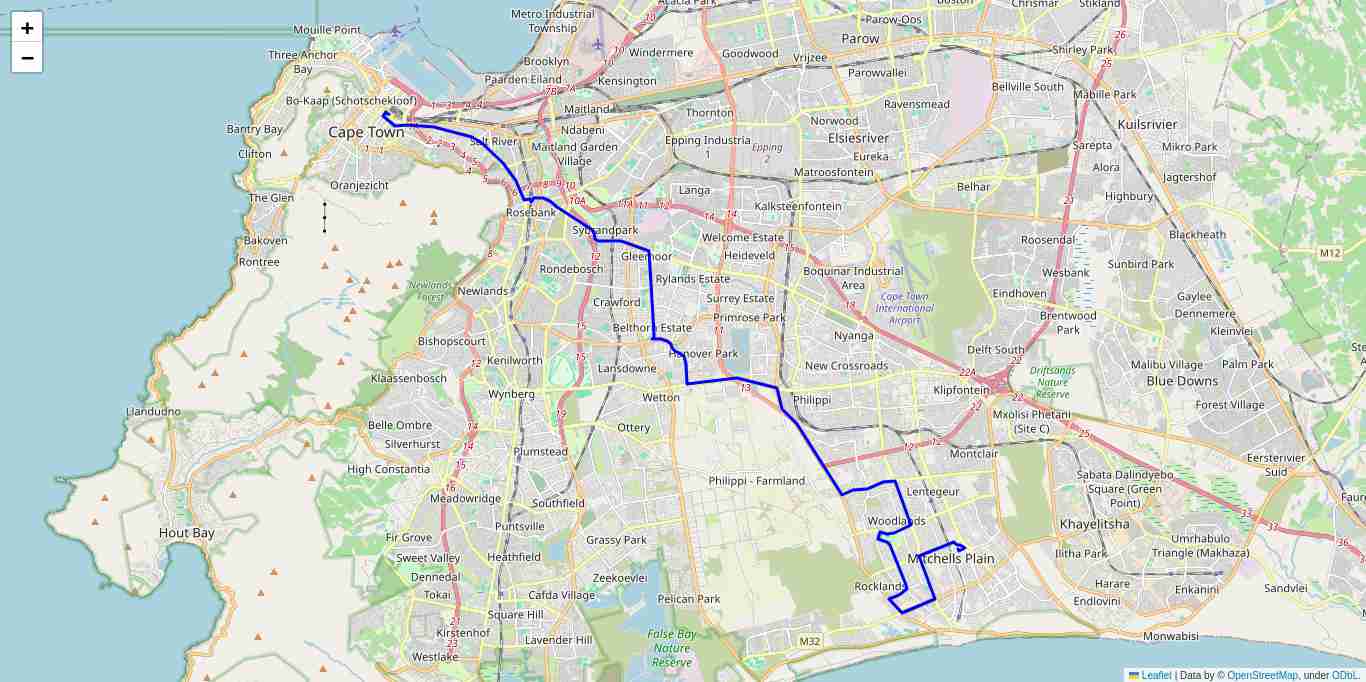 +
−
Metro Industrial
Township
Acacia Park
Chrismar
Stikland
Mouille Point
Parow-Oos
Parow
Three Anchor
Bay
Windermere
Goodwood
Vrijzee
Shirley Park
Brooklyn
Paarden Eiland
Kensington
Parowvallei
Bellville South
Mabille Park
Bo-Kaap (Schotschekloof)
Maitland
Thornton
Ravensmead
Kuilsrivier
Bantry Bay
Cape Town
Ndabeni
Norwood
Elsiesriver
Salt River
Maitland Garden
Village
Epping Industria
1
Epping
2
Eureka
Sarepta
Mikro Park
Clifton
Matroosfontein
Alora
Jagtershof
Oranjezicht
Langa
Belhar
Highbury
The Glen
Rosebank
Kalksteenfontein
Sybrandpark
Welcome Estate
Roosendal
Blackheath
Bakoven
Rontree
Gleemoor
Heideveld
M12
Rondebosch
Boquinar Industrial
Area
Wesbank
Sunbird Park
Newlands
Forest
Newlands
Rylands Estate
Surrey Estate
Cape Town
International
Airport
Eindhoven
Gaylee
Crawford
Primrose Park
Brentwood
Park
Dennemere
Belthorn Estate
Nyanga
Kleinvlei
Bishopscourt
Hanover Park
Delft South
Kenilworth
Lansdowne
New Crossroads
Malibu Village
Palm Park
Klaassenbosch
Driftsands
Nature
Reserve
Blue Downs
Wynberg
Wetton
Philippi
Klipfontein
Forest Village
Llandudno
Belle Ombre
Ottery
Mxolisi Phetani
(Site C)
Silverhurst
Plumstead
Montclair
Eersterivier
Suid
High Constantia
Philippi - Farmland
Sabata Dalindyebo
Square (Green
Point)
Meadowridge
Southfield
Lentegeur
Hout Bay
Puntsville
Woodlands
Khayelitsha
Fir Grove
Grassy Park
Umrhabulo
Triangle (Makhaza)
Sweet Valley
Heathfield
Mitchells Plain
Ilitha Park
Dennedal
Zeekoevlei
Rocklands
Harare
Enkanini
Sandvlei
Tokai
Cafda Village
Pelican Park
Endlovini
Square Hill
Kirstenhof
Lavender Hill
False Bay
Nature
Reserve
M32
Monwabisi
Westlake
Leaflet | Data by © OpenStreetMap, under ODbL.